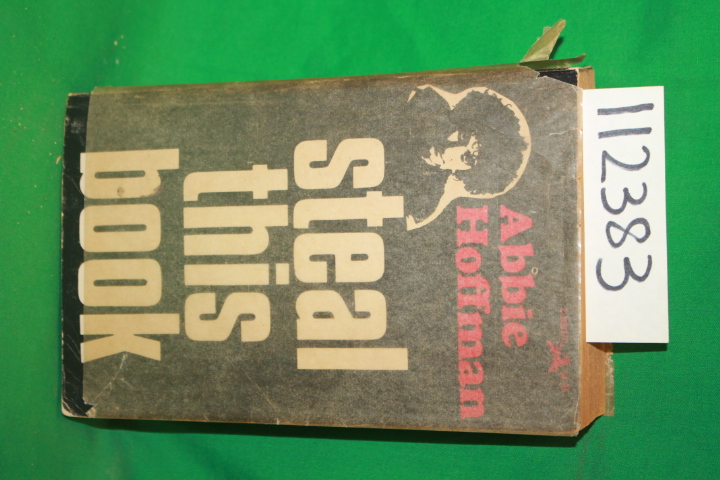 Abbie
Hoffman
steal
this
book
112383